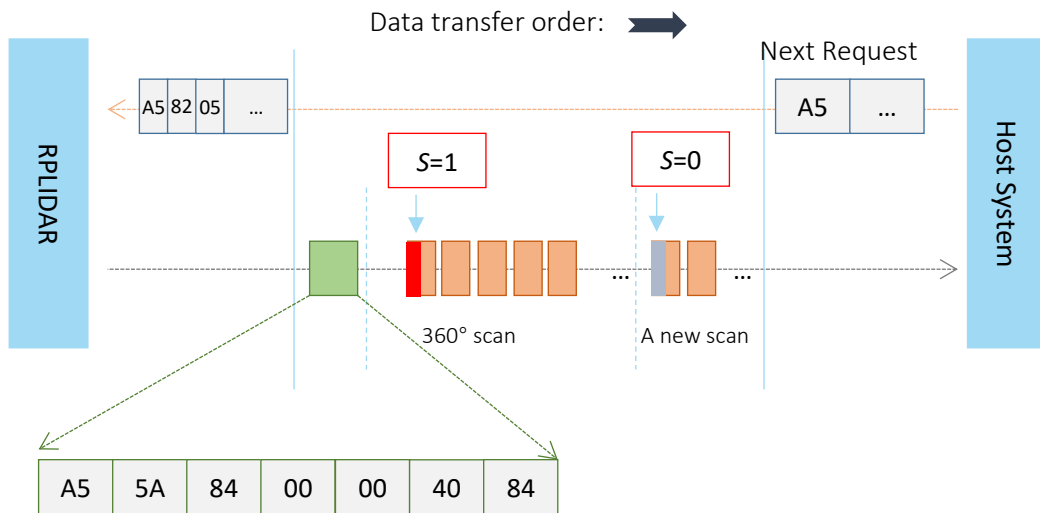 Data transfer order:
Next Request
RPLIDAR
A5 82 05 ...
A5 ...
Host System
S=1
S=0
... ...
360° scan
A new scan
A5 5A 84 00 00 40 84